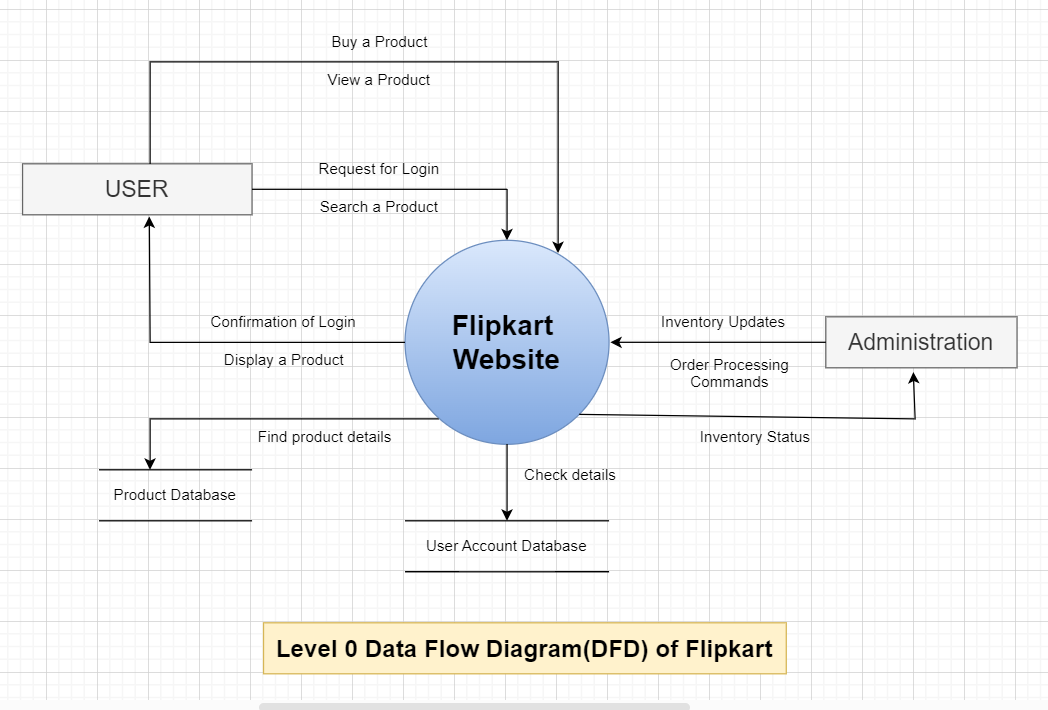 Buy a Product
View a Product
USER
Request for Login
Search a Product
Confirmation of Login
Display a Product
Flipkart
Website
Inventory Updates
Order Processing
Commands
Administration
Find product details
Inventory Status
Product Database
Check details
User Account Database
Level 0 Data Flow Diagram(DFD) of Flipkart